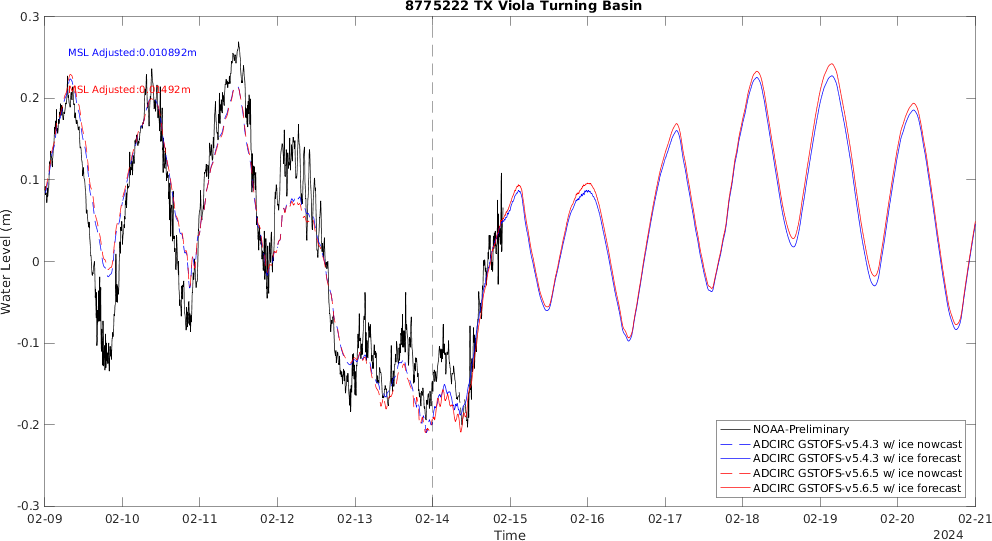 8775222 TX Viola Turning Basin
MSL Adjusted:0.010892m
MSL Adjusted:0.01492m
Water Level (m)
0.3
0.2
0.1
0
-0.1
-0.2
-0.3
NOAA-Preliminary
ADCIRC GSTOFS-v5.4.3 w/ ice nowcast
ADCIRC GSTOFS-v5.4.3 w/ ice forecast
ADCIRC GSTOFS-v5.6.5 w/ ice nowcast
ADCIRC GSTOFS-v5.6.5 w/ ice forecast
02-09 02-10 02-11 02-12 02-13 02-14 02-15 02-16 02-17 02-18 02-19 02-20 02-21
Time
2024